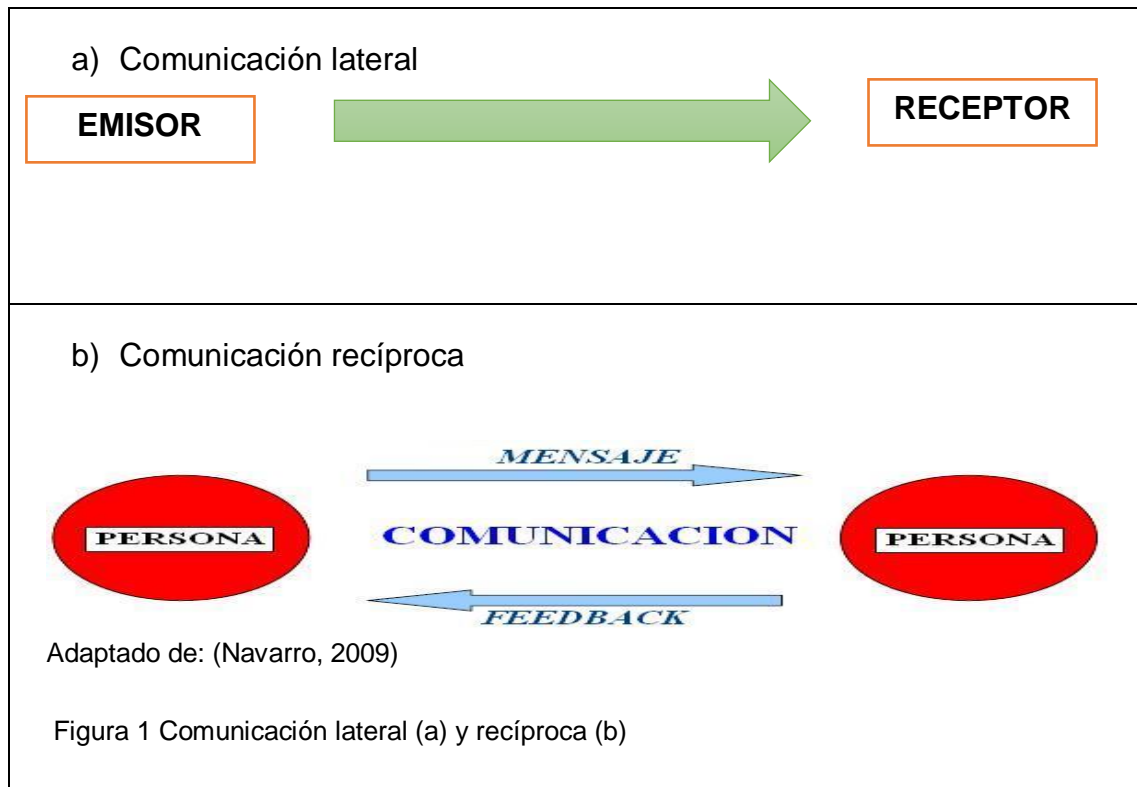 a) Comunicación lateral
EMISOR
RECEPTOR
b) Comunicación recíproca
MENSAJE
PERSONA
COMUNICACION
PERSONA
FEEDBACK
Adaptado de: (Navarro, 2009)
Figura 1 Comunicación lateral (a) y recíproca (b)